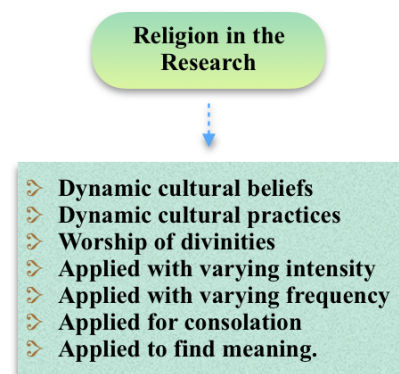 Religion in the
Research
Dynamic cultural beliefs
Dynamic cultural practices
Worship of divinities
Applied with varying intensity
Applied with varying frequency
Applied for consolation
Applied to find meaning.